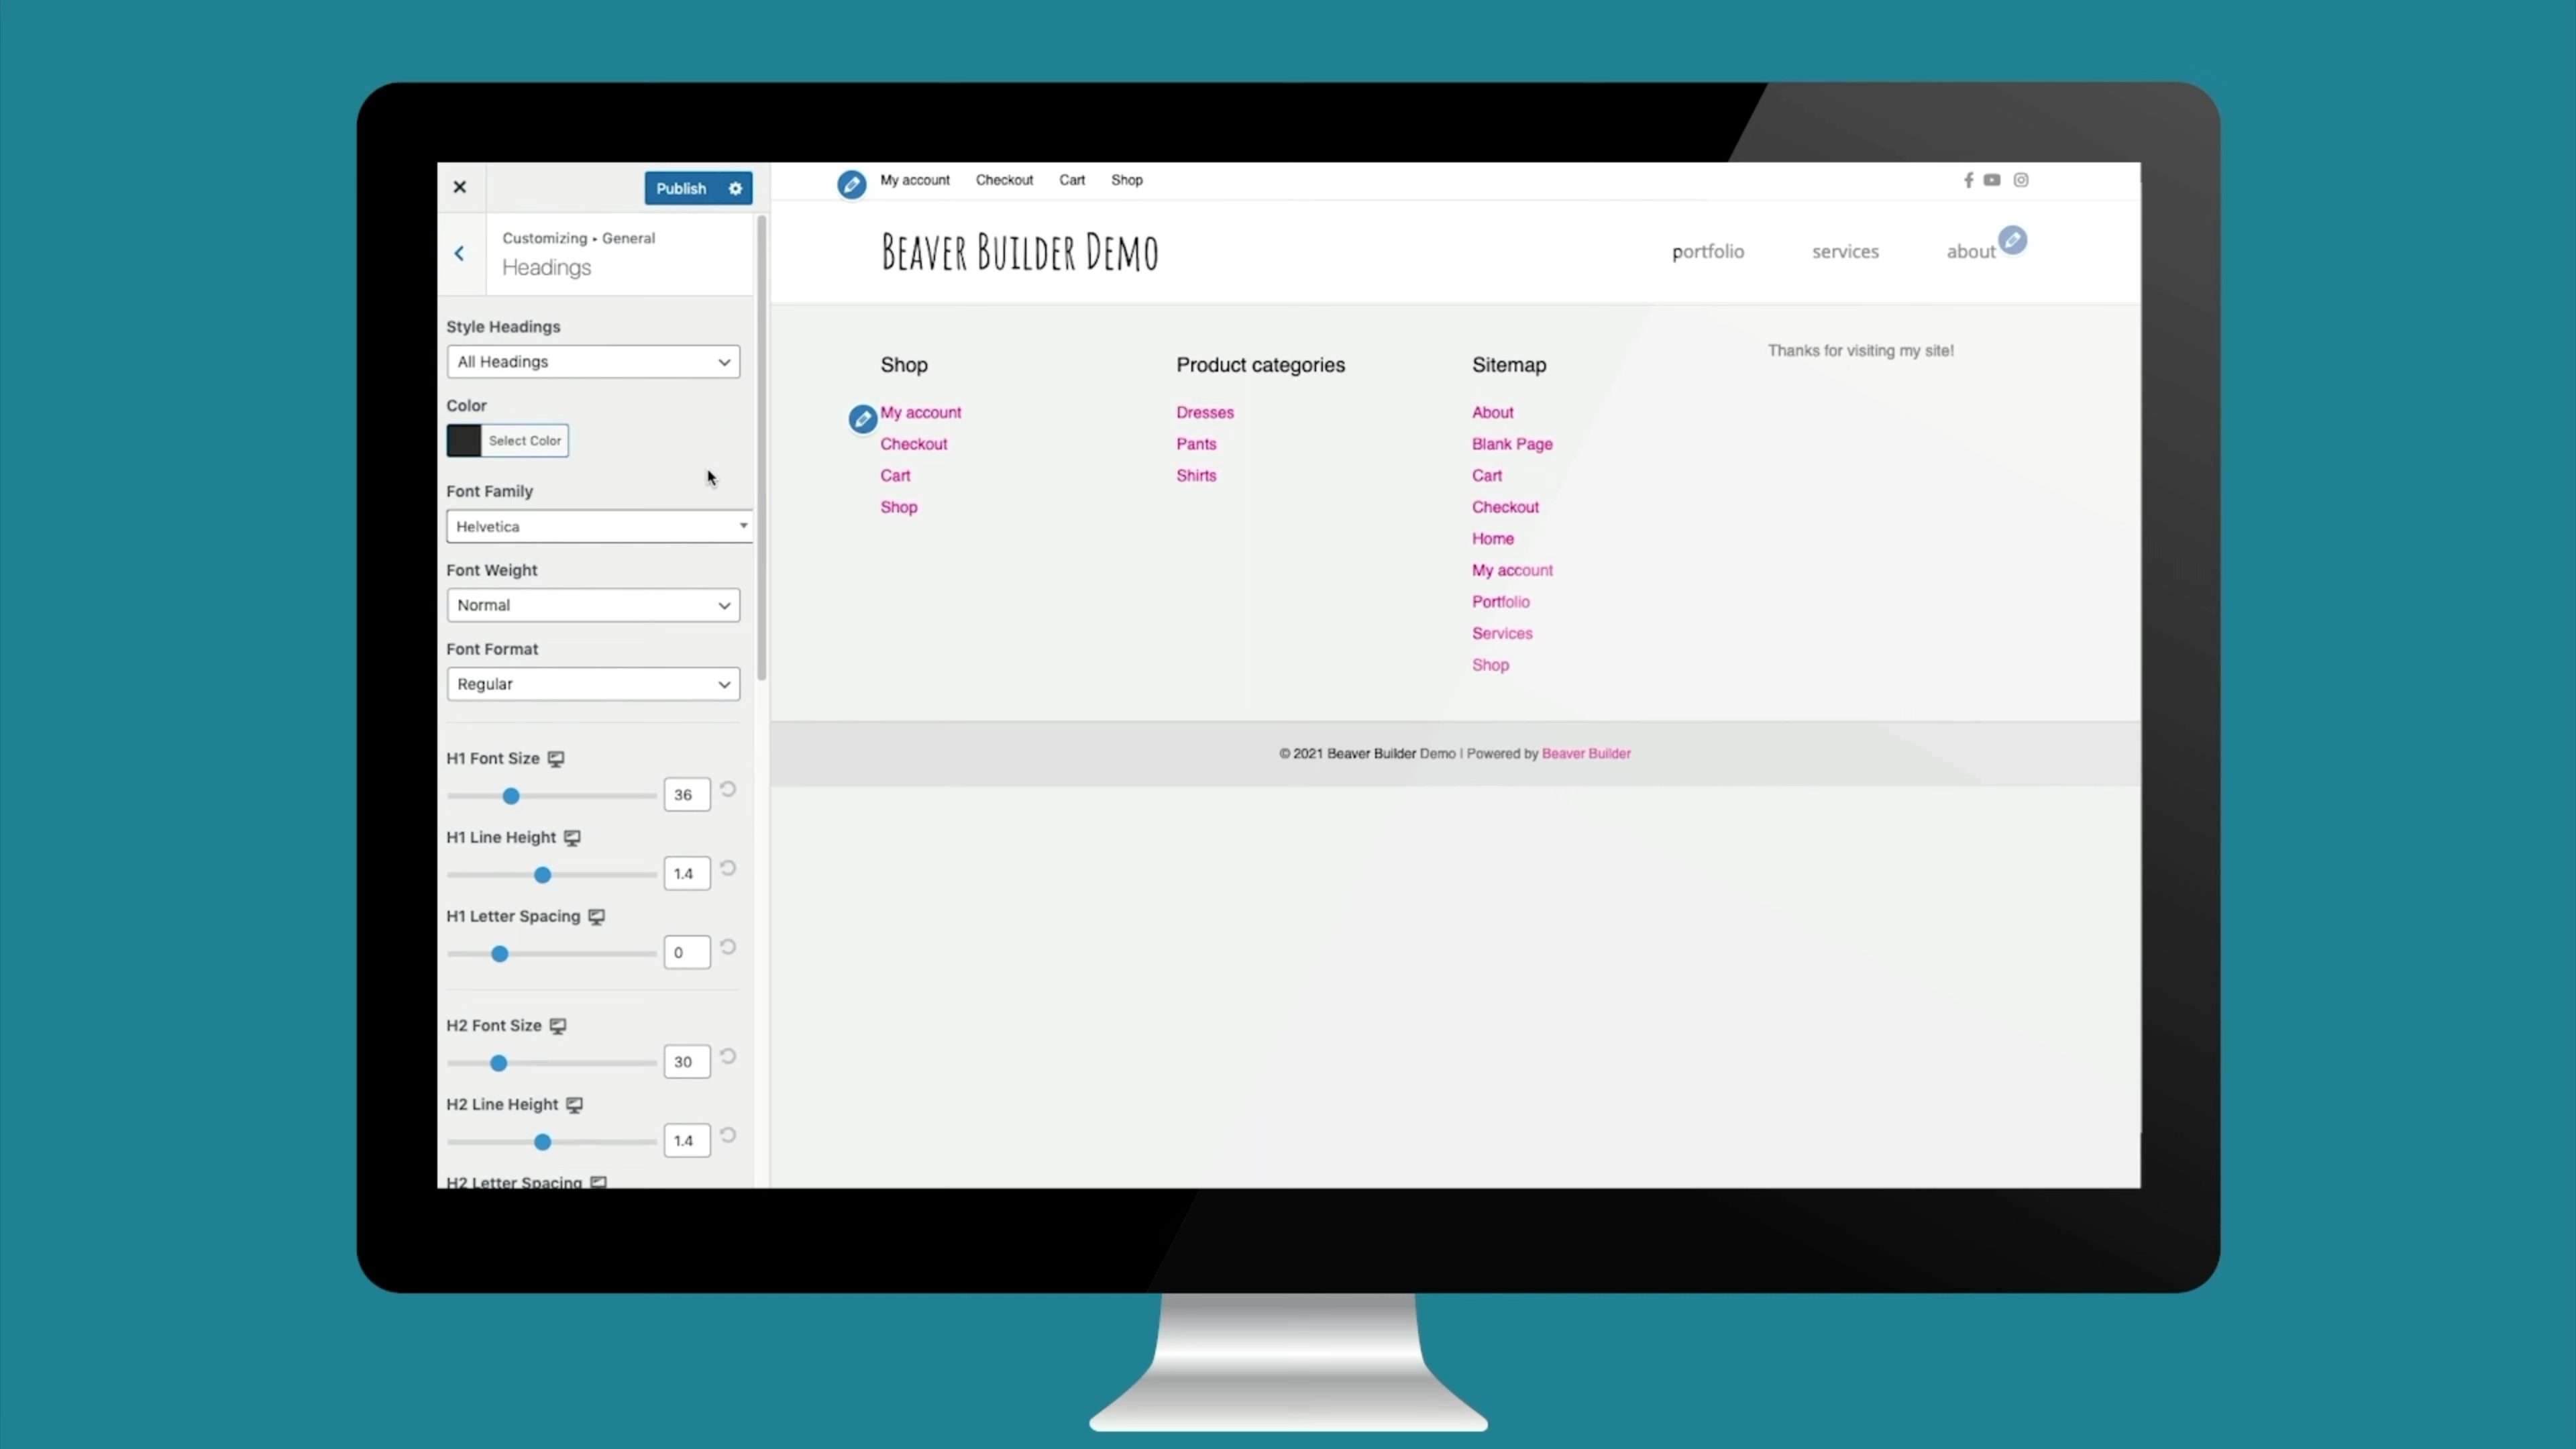 Publish
Customizing ▸ General
Headings
Style Headings
All Headings
Color
Select Color
Font Family
Helvetica
Font Weight
Normal
Font Format
Regular
H1 Font Size
36
H1 Line Height
1.4
H1 Letter Spacing
0
H2 Font Size
30
H2 Line Height
1.4
H2 Letter Spacing
My account Checkout Cart Shop
BEAVER BUILDER DEMO
portfolio services about
Shop
My account
Checkout
Cart
Shop
Product categories
Dresses
Pants
Shirts
Sitemap
About
Blank Page
Cart
Checkout
Home
My account
Portfolio
Services
Shop
Thanks for visiting my site!
© 2021 Beaver Builder Demo | Powered by Beaver Builder